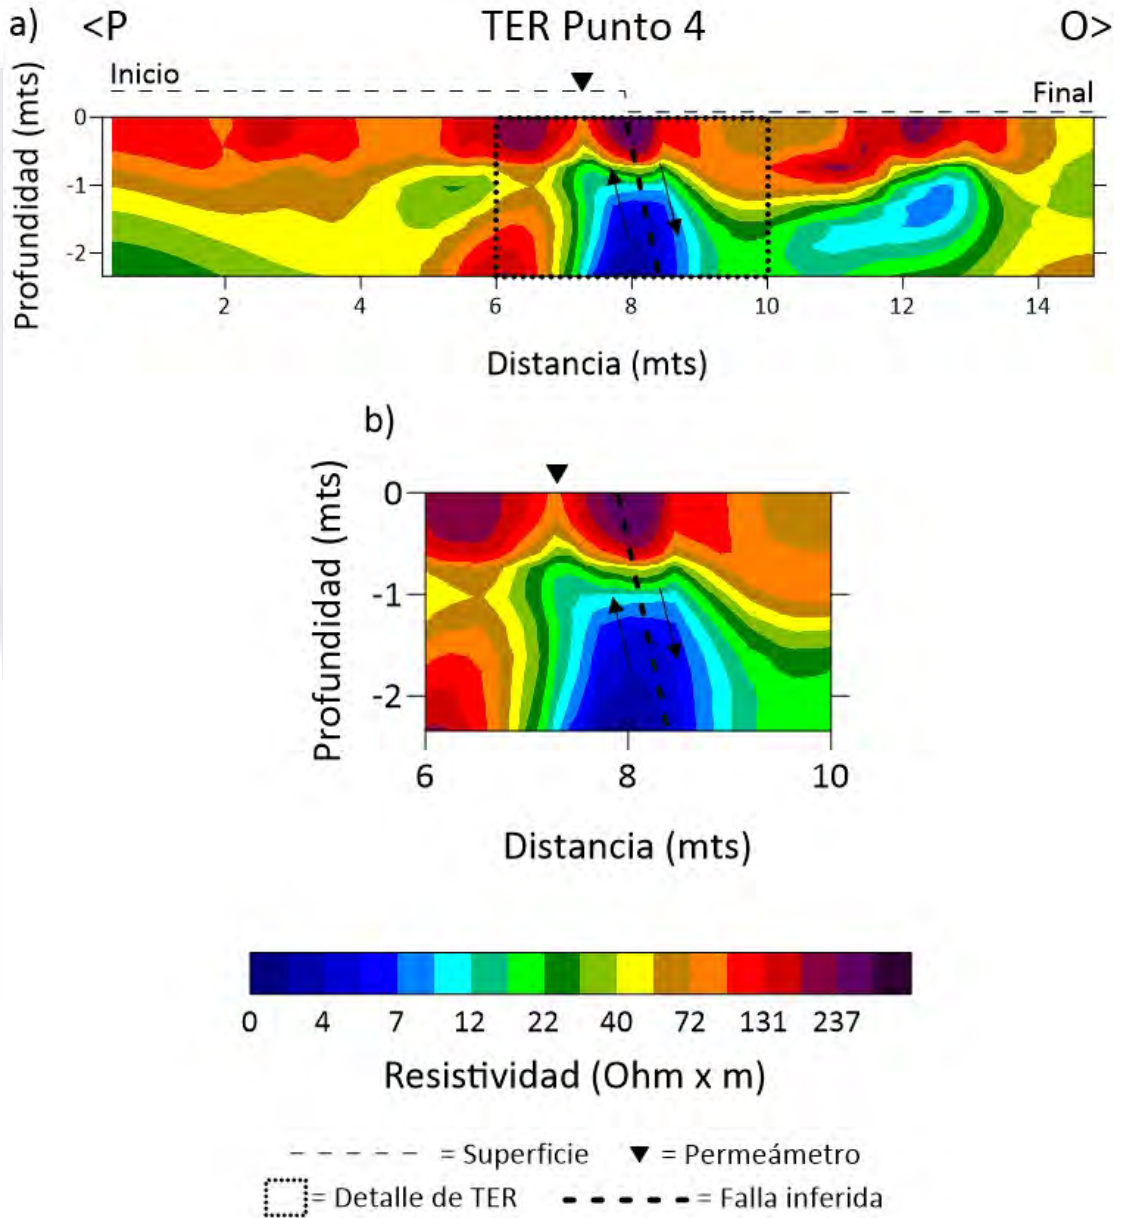 a) <P TER Punto 4 O>
Inicio
Final
Profundidad (mts)
0
-1
-2
2 4 6 8 10 12 14
Distancia (mts)
b)
Profundidad (mts)
0
-1
-2
6 8 10
Distancia (mts)
0 4 7 12 22 40 72 131 237
Resistividad (Ohm x m)
= Superficie = Permeámetro
= Detalle de TER = Falla inferida